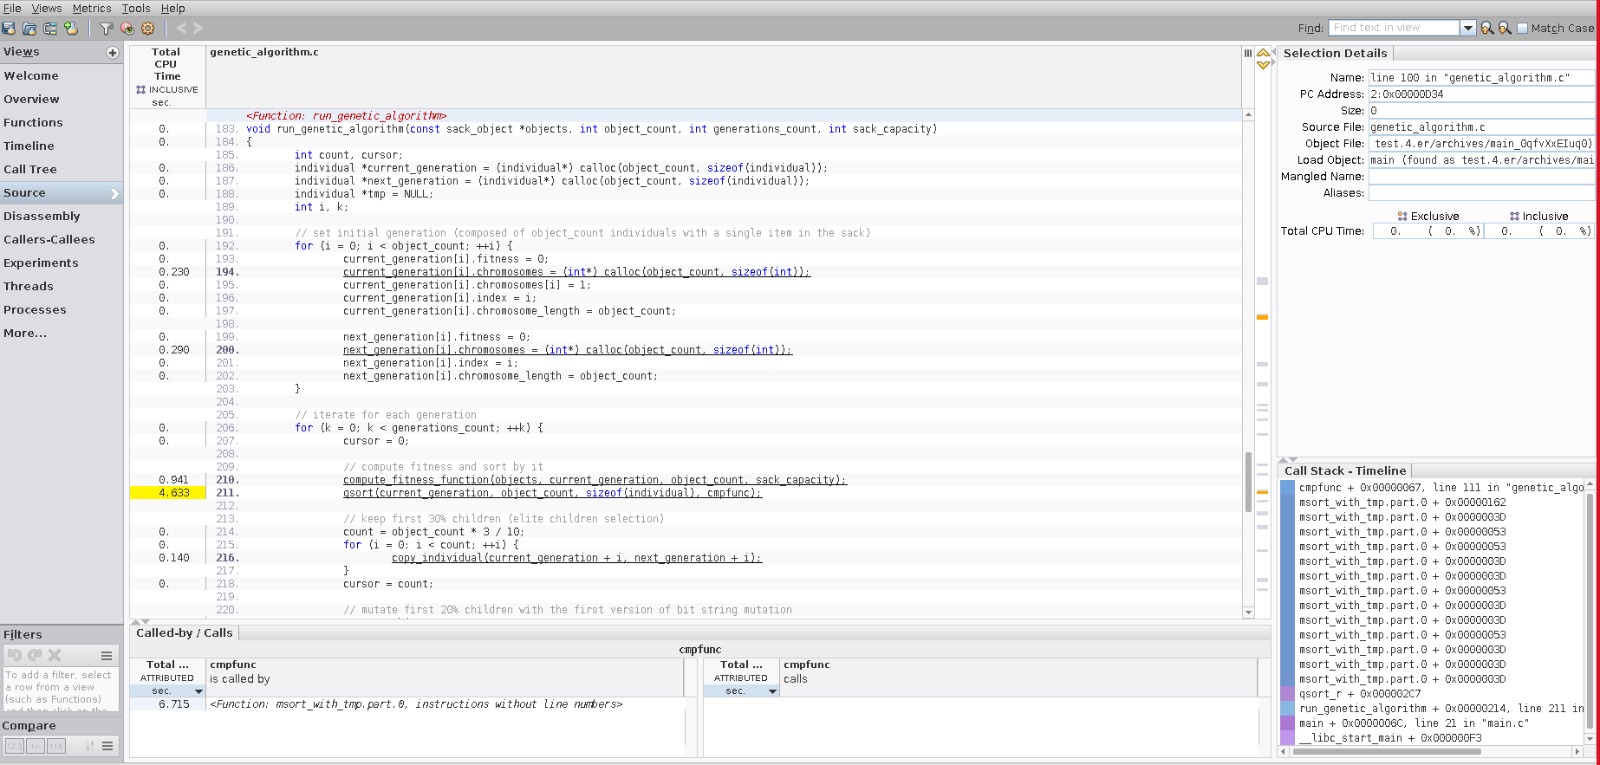 File Views Metrics Tools Help
Find: Find text in view Match Case
Views
Welcome
Overview
Functions
Timeline
Call Tree
Source
Disassembly
Callers-Callees
Experiments
Threads
Processes
More...
Filters
To add a filter, select
a row from a view
(such as Functions)
Compare
Total CPU Time INCLUSIVE sec. genetic_algorithm.c
<Function: run_genetic_algorithm>
0. 183. void run_genetic_algorithm(const sack_object *objects, int object_count, int generations_count, int sack_capacity)
0. 184. {
185. int count, cursor;
0. 186. individual *current_generation = (individual*) calloc(object_count, sizeof(individual));
0. 187. individual *next_generation = (individual*) calloc(object_count, sizeof(individual));
0. 188. individual *tmp = NULL;
189. int i, k;
190.
191. // set initial generation (composed of object_count individuals with a single item in the sack)
0. 192. for (i = 0; i < object_count; ++i) {
0. 193. current_generation[i].fitness = 0;
0.230 194. current_generation[i].chromosomes = (int*) calloc(object_count, sizeof(int));
0. 195. current_generation[i].chromosomes[i] = 1;
0. 196. current_generation[i].index = i;
0. 197. current_generation[i].chromosome_length = object_count;
198.
0. 199. next_generation[i].fitness = 0;
0.290 200. next_generation[i].chromosomes = (int*) calloc(object_count, sizeof(int));
0. 201. next_generation[i].index = i;
0. 202. next_generation[i].chromosome_length = object_count;
203. }
204.
205. // iterate for each generation
0. 206. for (k = 0; k < generations_count; ++k) {
0. 207. cursor = 0;
208.
209. // compute fitness and sort by it
0.941 210. compute_fitness_function(objects, current_generation, object_count, sack_capacity);
4.633 211. qsort(current_generation, object_count, sizeof(individual), cmpfunc);
212.
213. // keep first 30% children (elite children selection)
0. 214. count = object_count * 3 / 10;
0. 215. for (i = 0; i < count; ++i) {
0.140 216. copy_individual(current_generation + i, next_generation + i);
217. }
0. 218. cursor = count;
219.
220. // mutate first 20% children with the first version of bit string mutation
Called-by / Calls
cmpfunc
Total ... ATTRIBUTED sec. cmpfunc is called by
6.715 <Function: msort_with_tmp.part.0, instructions without line numbers>
Total ... ATTRIBUTED sec. cmpfunc calls
Selection Details
Name: line 100 in "genetic_algorithm.c"
PC Address: 2:0x00000D34
Size: 0
Source File: genetic_algorithm.c
Object File: test.4.er/archives/main_0qfvXxEIuq0)
Load Object: main (found as test.4.er/archives/mai
Mangled Name:
Aliases:
Exclusive Inclusive
Total CPU Time: 0. ( 0. %) 0. ( 0. %)
Call Stack - Timeline
cmpfunc + 0x00000067, line 111 in "genetic_algo
msort_with_tmp.part.0 + 0x00000162
msort_with_tmp.part.0 + 0x0000003D
msort_with_tmp.part.0 + 0x00000053
msort_with_tmp.part.0 + 0x00000053
msort_with_tmp.part.0 + 0x0000003D
msort_with_tmp.part.0 + 0x0000003D
msort_with_tmp.part.0 + 0x00000053
msort_with_tmp.part.0 + 0x0000003D
msort_with_tmp.part.0 + 0x0000003D
msort_with_tmp.part.0 + 0x00000053
msort_with_tmp.part.0 + 0x0000003D
msort_with_tmp.part.0 + 0x0000003D
msort_with_tmp.part.0 + 0x0000003D
qsort_r + 0x000002C7
run_genetic_algorithm + 0x00000214, line 211 in
main + 0x0000006C, line 21 in "main.c"
__libc_start_main + 0x000000F3